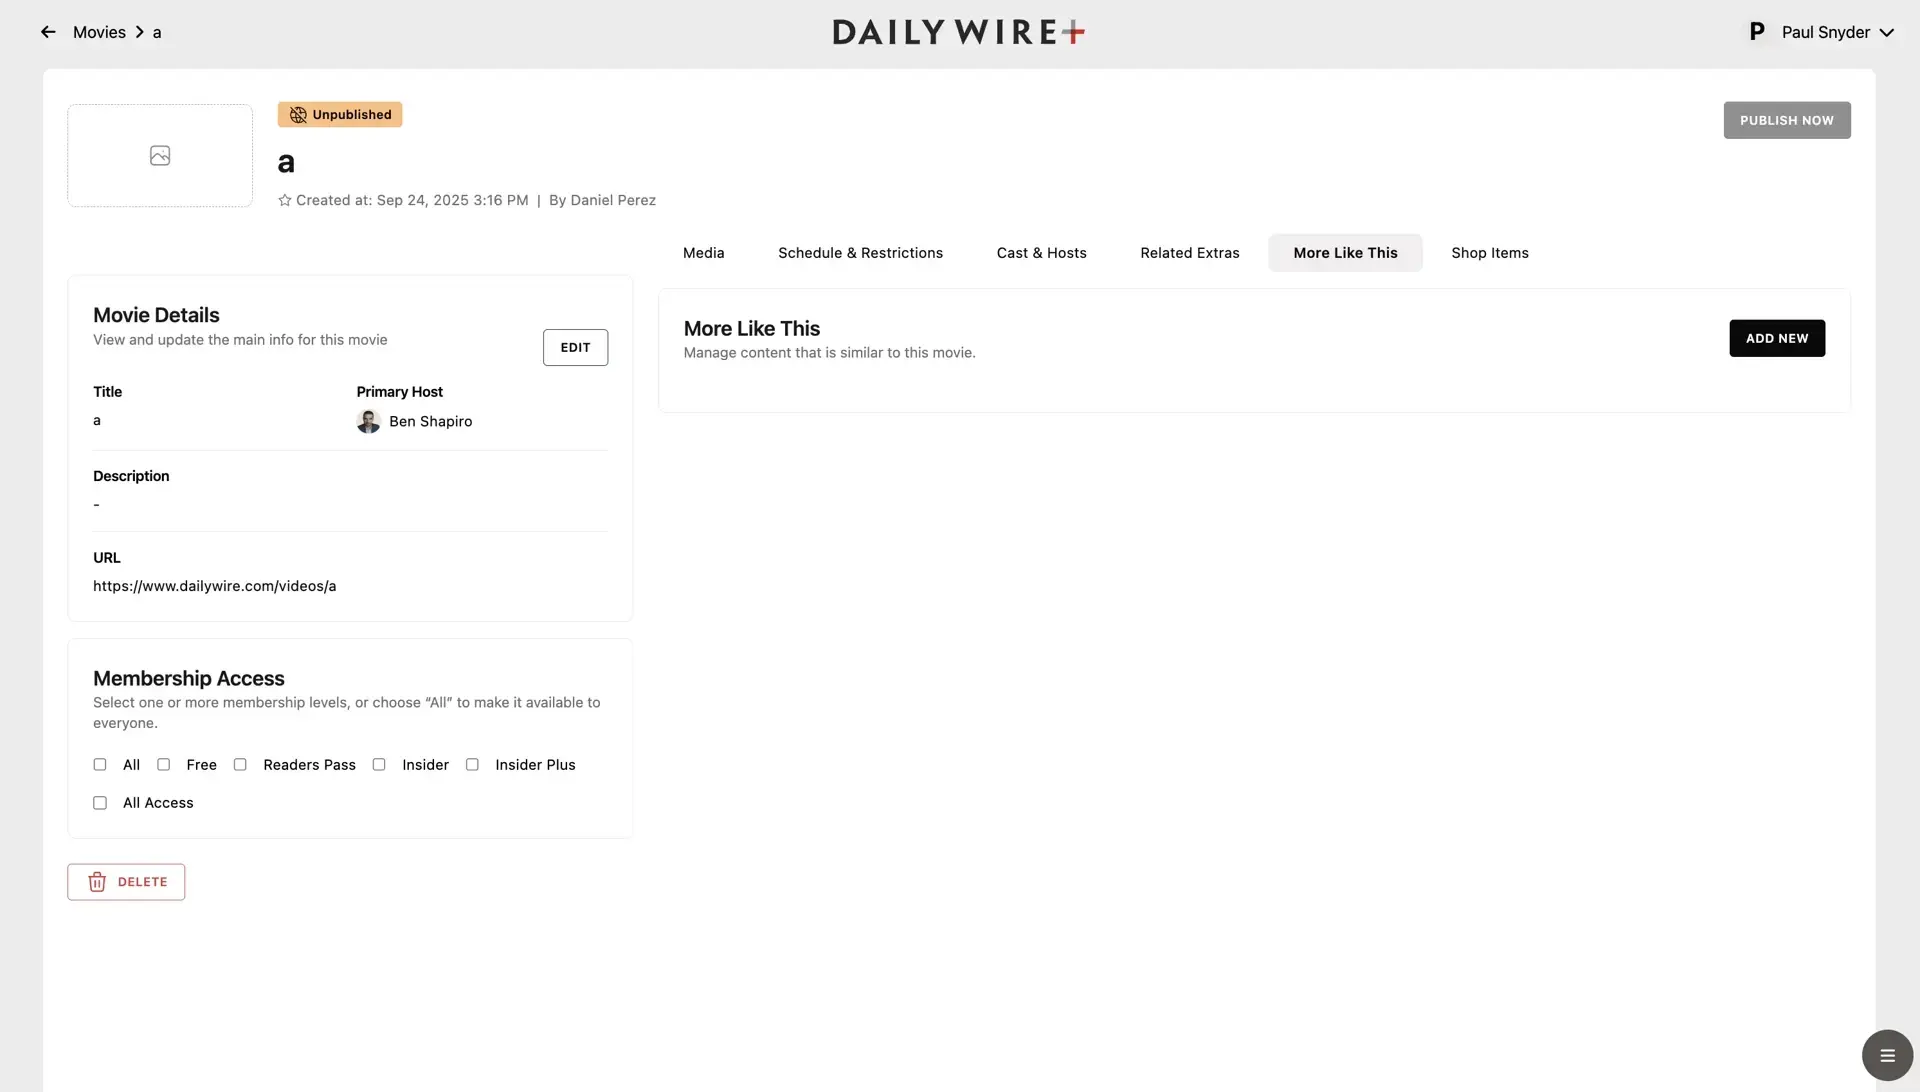 Movies > a
DAILY WIRE+
P Paul Snyder
Unpublished
PUBLISH NOW
a
Created at: Sep 24, 2025 3:16 PM | By Daniel Perez
Media Schedule & Restrictions Cast & Hosts Related Extras More Like This Shop Items
Movie Details
View and update the main info for this movie
EDIT
Title Primary Host
a Ben Shapiro
Description
-
URL
https://www.dailywire.com/videos/a
More Like This
Manage content that is similar to this movie.
ADD NEW
Membership Access
Select one or more membership levels, or choose “All” to make it available to
everyone.
All Free Readers Pass Insider Insider Plus
All Access
DELETE